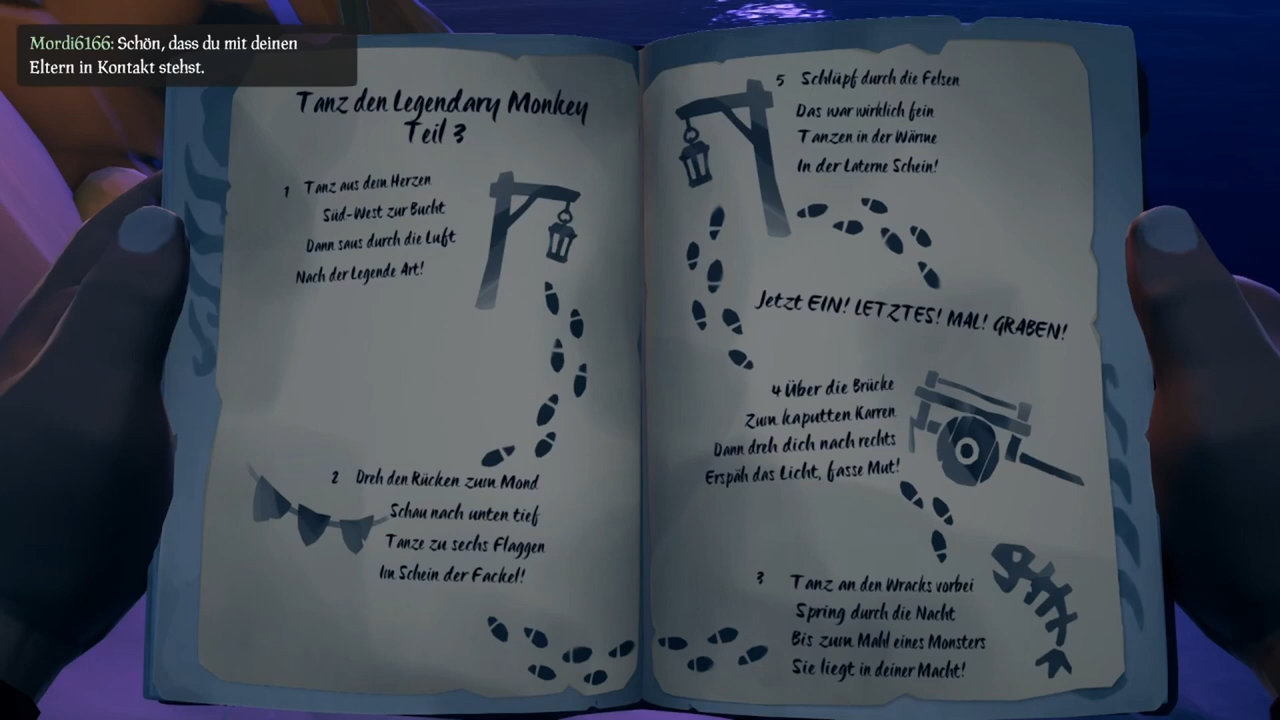 Mordi6166: Schön, dass du mit deinen
Eltern in Kontakt stehst.
Tanz den Legendary Monkey
Teil 3
1 Tanz aus dem Herzen
Süd-West zur Bucht
Dann saus durch die Luft
Nach der Legende Art!
2 Dreh den Rücken zum Mond
Schau nach unten tief
Tanze zu sechs Flaggen
Im Schein der Fackel!
5 Schlüpf durch die Felsen
Das war wirklich fein
Tanzen in der Wärme
In der Laterne Schein!
Jetzt EIN! LETZTES! MAL! GRABEN!
4 Über die Brücke
Zum kaputten Karren
Dann dreh dich nach rechts
Erspäh das Licht, fasse Mut!
3 Tanz an den Wracks vorbei
Spring durch die Nacht
Bis zum Mahl eines Monsters
Sie liegt in deiner Macht!